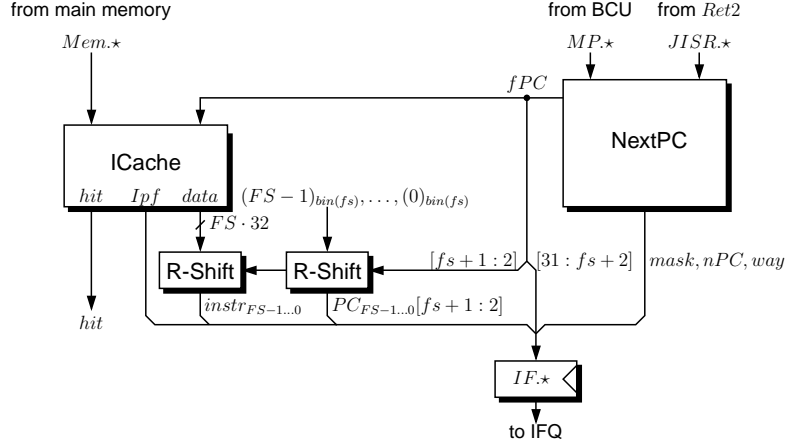 from main memory
from BCU
from Ret2
Mem.⋆
MP.⋆
JISR.⋆
fPC
NextPC
ICache
hit Ipf data
(FS − 1)bin(fs), . . . , (0)bin(fs)
FS · 32
[fs + 1 : 2]
[31 : fs + 2]
mask, nPC, way
R-Shift
R-Shift
instrFS−1...0
PCFS−1...0[fs + 1 : 2]
hit
IF.⋆
to IFQ